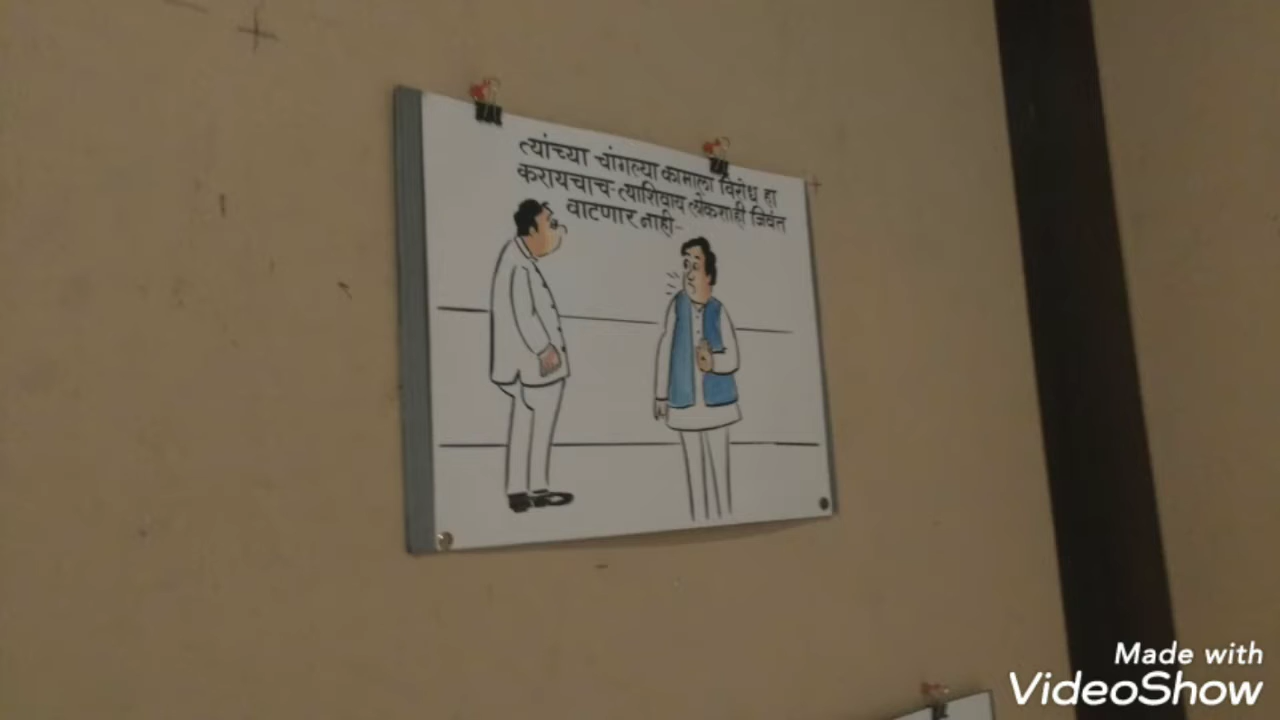 त्यांच्या चांगल्या कामाला विरोध हा
करायचाच-त्याशिवाय लोकशाही जिवंत
वाटणार नाही-
Made with
VideoShow